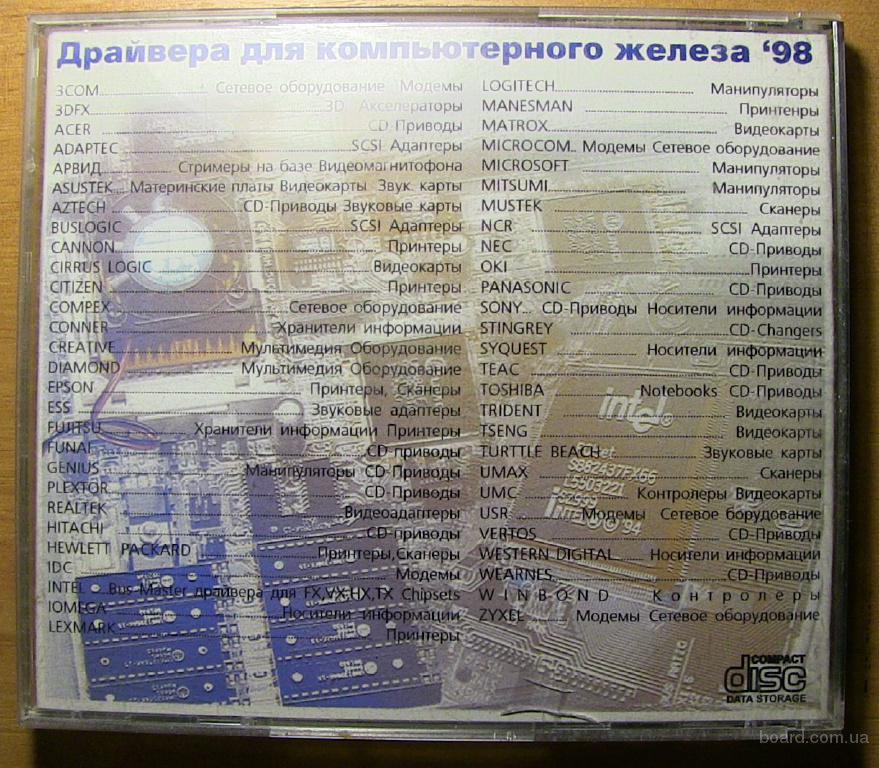 Драйвера для компьютерного железа '98
3COM Сетевое оборудование Модемы
3DFX 3D Акселераторы
ACER CD-Приводы
ADAPTEC SCSI Адаптеры
АРВИД Стримеры на базе Видеомагнитофона
ASUSTEK Материнские платы Видеокарты Звук. карты
AZTECH CD-Приводы Звуковые карты
BUSLOGIC SCSI Адаптеры
CANNON Принтеры
CIRRUS LOGIC Видеокарты
CITIZEN Принтеры
COMPEX Сетевое оборудование
CONNER Хранители информации
CREATIVE Мультимедия Оборудование
DIAMOND Мультимедия Оборудование
EPSON Принтеры, Сканеры
ESS Звуковые адаптеры
FUJITSU Хранители информации Принтеры
FUNAI CD-приводы
GENIUS Манипуляторы CD-Приводы
PLEXTOR CD-Приводы
REALTEK Видеоадаптеры
HITACHI CD-приводы
HEWLETT PACKARD Принтеры,Сканеры
IDC Модемы
INTEL Bus Master драйвера для FX,VX,HX,TX Chipsets
IOMEGA Носители информации
LEXMARK Принтеры
LOGITECH Манипуляторы
MANESMAN Принтенры
MATROX Видеокарты
MICROCOM Модемы Сетевое оборудование
MICROSOFT Манипуляторы
MITSUMI Манипуляторы
MUSTEK Сканеры
NCR SCSI Адаптеры
NEC CD-Приводы
OKI Принтеры
PANASONIC CD-Приводы
SONY CD-Приводы Носители информации
STINGREY CD-Changers
SYQUEST Носители информации
TEAC CD-Приводы
TOSHIBA Notebooks CD-Приводы
TRIDENT Видеокарты
TSENG Видеокарты
TURTTLE BEACH Звуковые карты
UMAX Сканеры
UMC Контролеры Видеокарты
USR Модемы Сетевое борудование
VERTOS CD-Приводы
WESTERN DIGITAL Носители информации
WEARNES CD-Приводы
WINBOND Контролеры
ZYXEL Модемы Сетевое оборудование
intel
SB82437FX66
COMPACT
disc
DATA STORAGE
board.com.ua